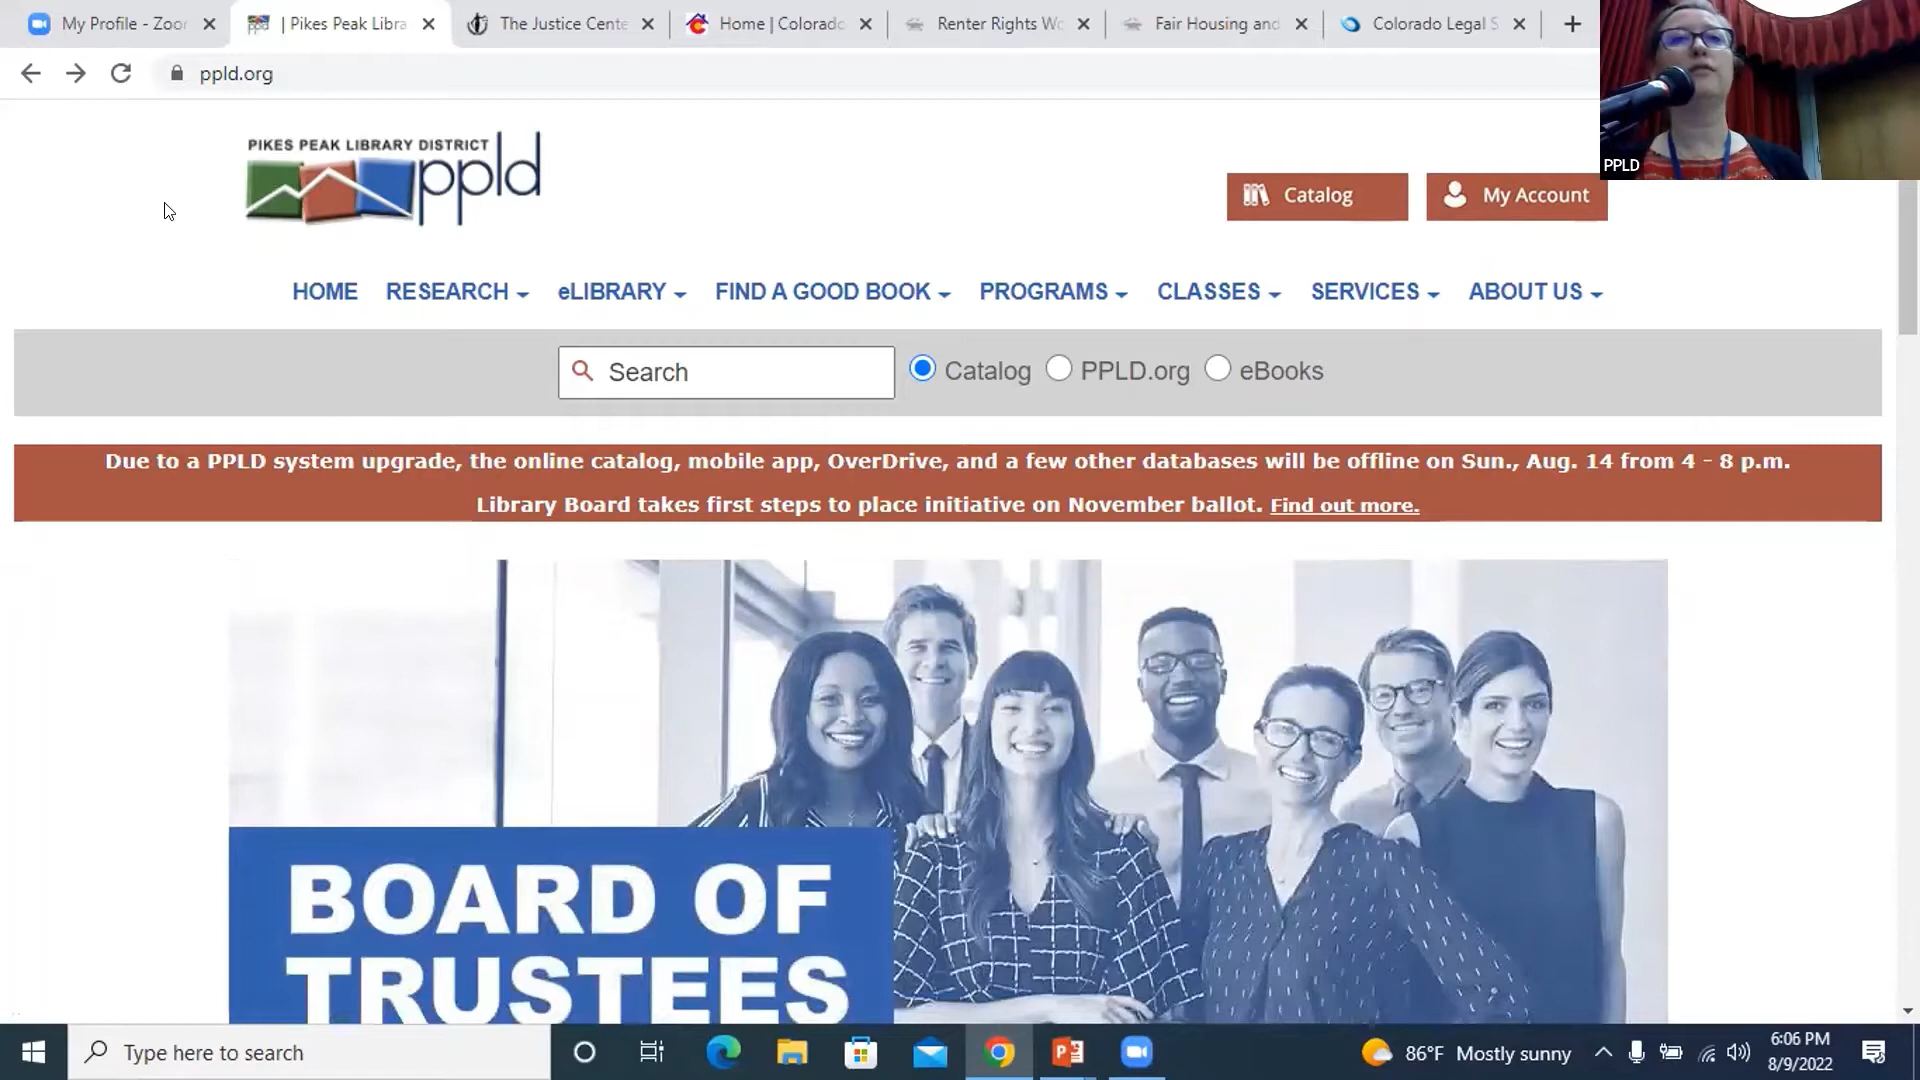 My Profile - Zoor
| Pikes Peak Libra
The Justice Cente
Home | Colorado
Renter Rights Wo
Fair Housing and
Colorado Legal S
ppld.org
PPLD
PIKES PEAK LIBRARY DISTRICT
ppld
Catalog
My Account
HOME
RESEARCH
eLIBRARY
FIND A GOOD BOOK
PROGRAMS
CLASSES
SERVICES
ABOUT US
Search
Catalog
PPLD.org
eBooks
Due to a PPLD system upgrade, the online catalog, mobile app, OverDrive, and a few other databases will be offline on Sun., Aug. 14 from 4 - 8 p.m.
Library Board takes first steps to place initiative on November ballot. Find out more.
BOARD OF
TRUSTEES
Type here to search
86°F Mostly sunny
6:06 PM
8/9/2022